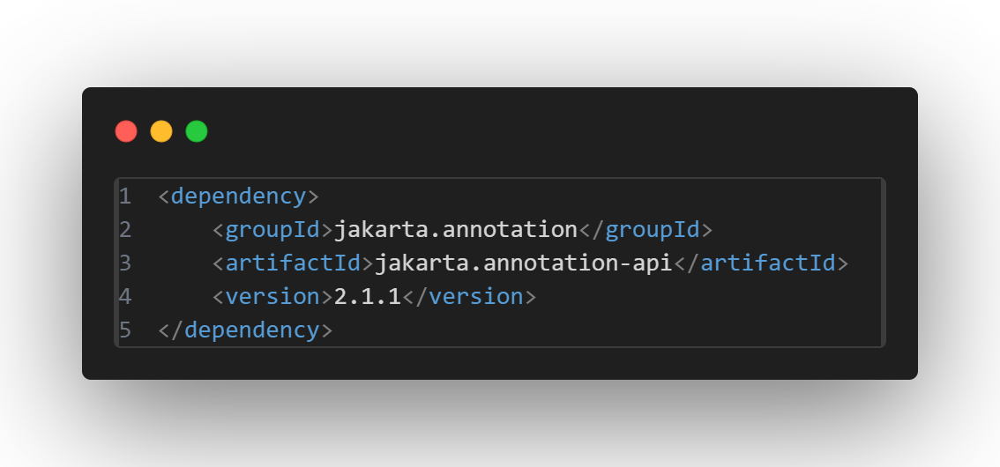 1 <dependency>
2     <groupId>jakarta.annotation</groupId>
3     <artifactId>jakarta.annotation-api</artifactId>
4     <version>2.1.1</version>
5 </dependency>